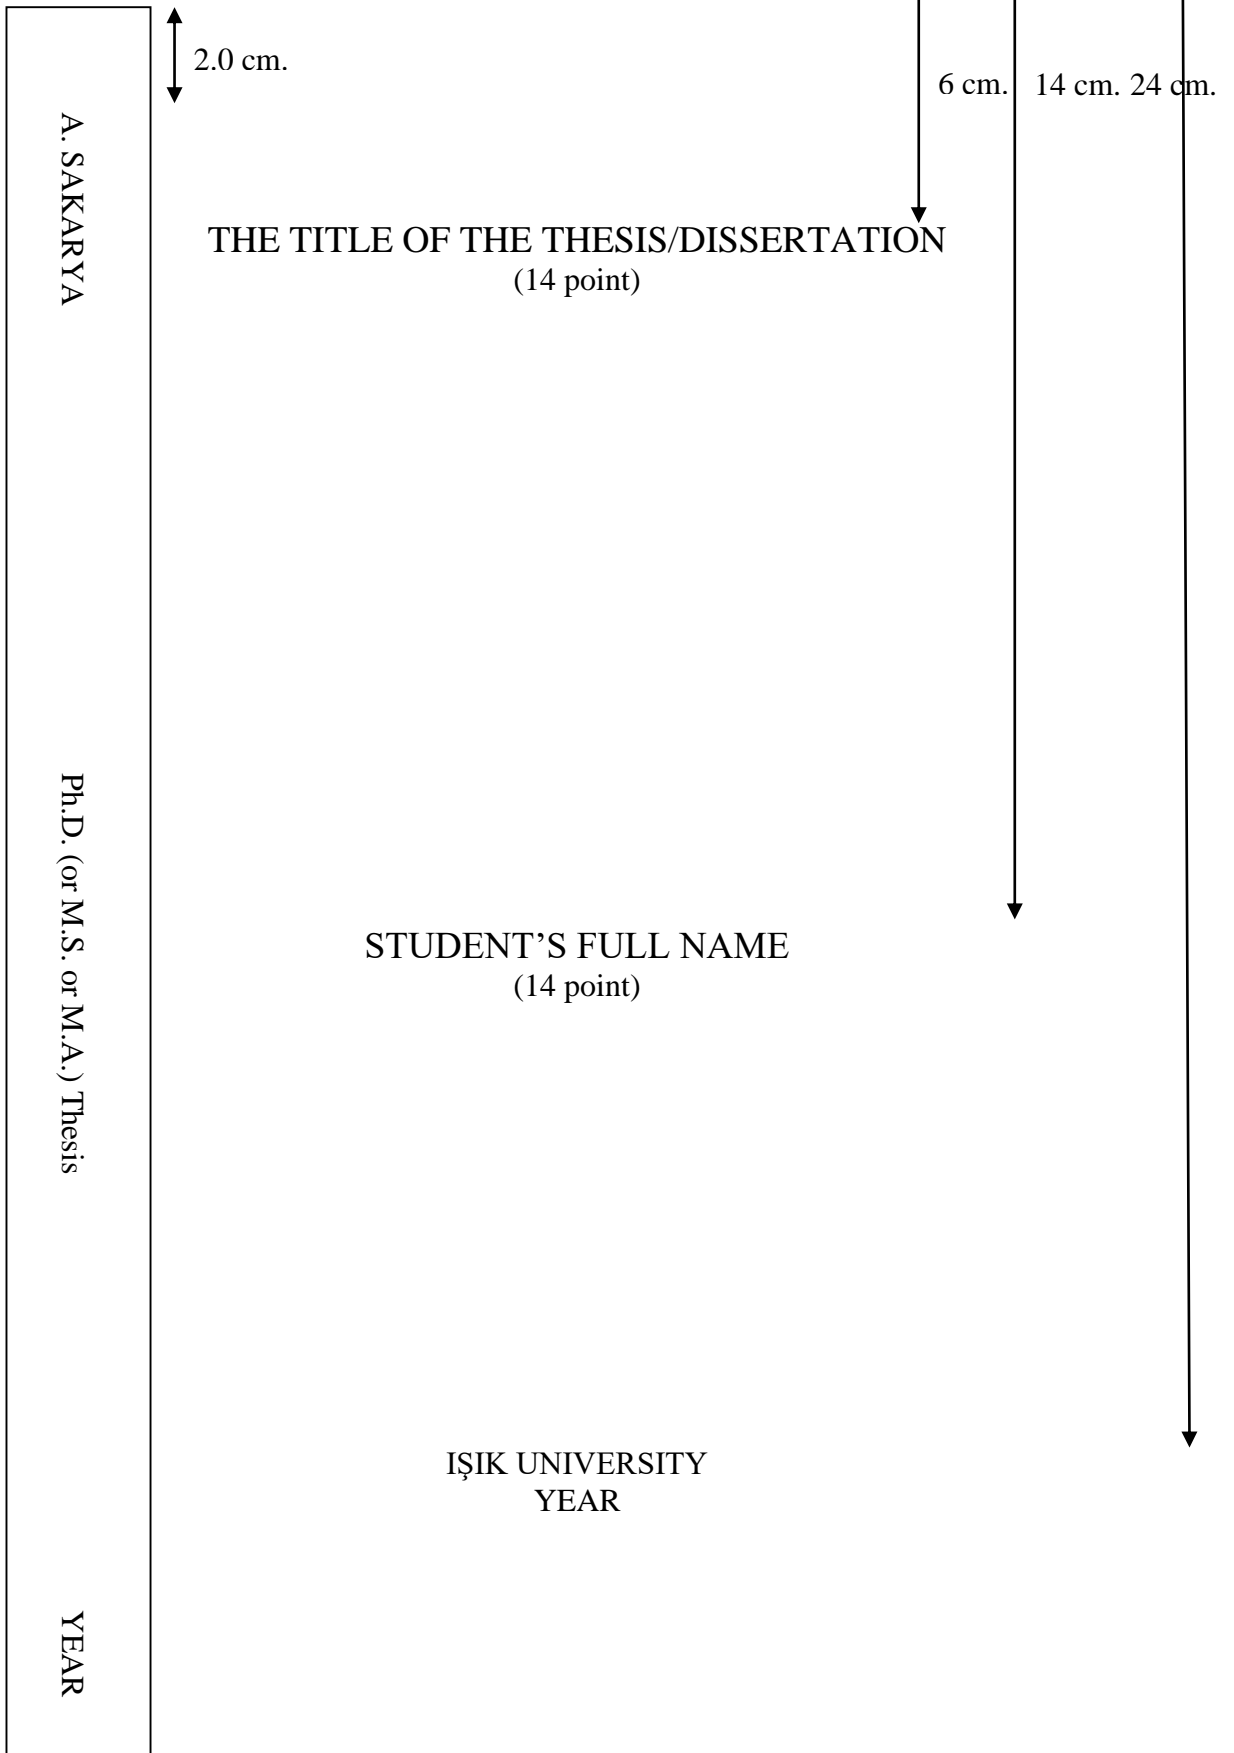 2.0 cm.
6 cm.
14 cm.
24 cm.
A. SAKARYA
THE TITLE OF THE THESIS/DISSERTATION
(14 point)
Ph.D. (or M.S. or M.A.) Thesis
STUDENT’S FULL NAME
(14 point)
IŞIK UNIVERSITY
YEAR
YEAR